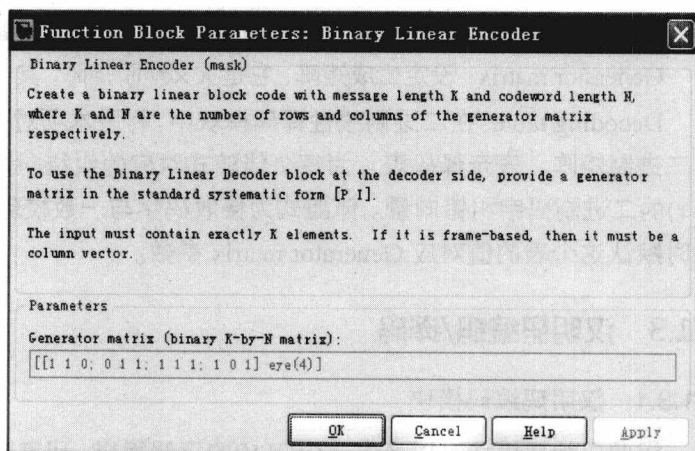 Function Block Parameters: Binary Linear Encoder
Binary Linear Encoder (mask)
Create a binary linear block code with message length K and codeword length N,
where K and N are the number of rows and columns of the generator matrix
respectively.
To use the Binary Linear Decoder block at the decoder side, provide a generator
matrix in the standard systematic form [P I].
The input must contain exactly K elements. If it is frame-based, then it must be a
column vector.
Parameters
Generator matrix (binary K-by-N matrix):
[[1 1 0; 0 1 1; 1 1 1; 1 0 1] eye(4)]
OK Cancel Help Apply